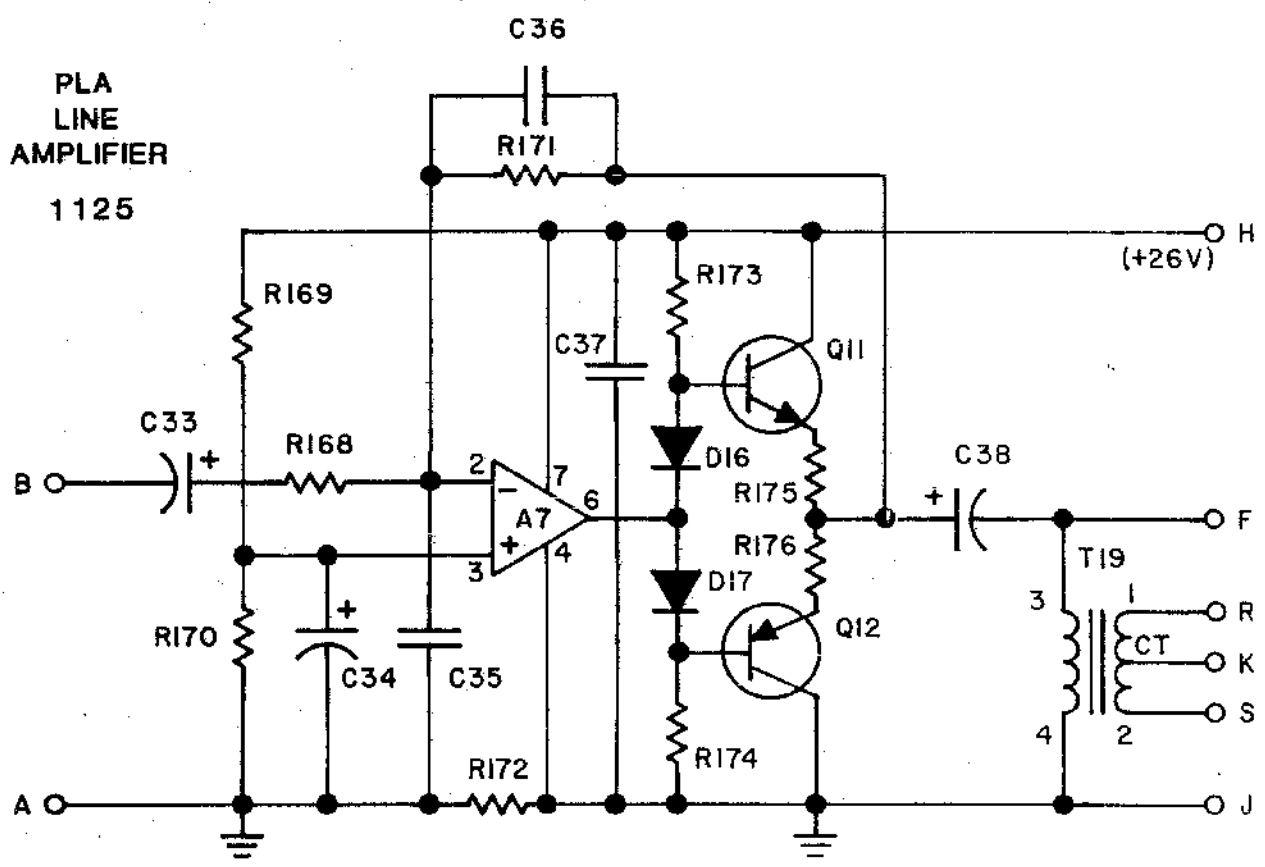 PLA
LINE
AMPLIFIER
1125
C36
R171
H
(+26V)
R169
R173
C37
Q11
C33
+
R168
B
2
-
7
A7
6
+
4
3
D16
R175
C38
+
F
R176
T19
D17
3
1
R
Q12
R170
+
C34
C35
CT
K
S
4
2
R174
R172
A
J